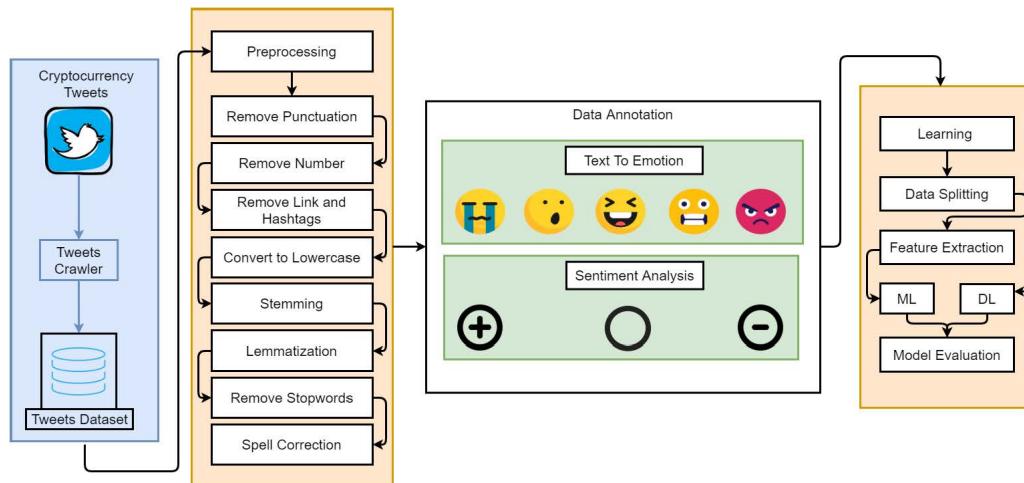 Cryptocurrency
Tweets
Tweets
Crawler
Tweets Dataset
Preprocessing
Remove Punctuation
Remove Number
Remove Link and
Hashtags
Convert to Lowercase
Stemming
Lemmatization
Remove Stopwords
Spell Correction
Data Annotation
Text To Emotion
Sentiment Analysis
Learning
Data Splitting
Feature Extraction
ML
DL
Model Evaluation